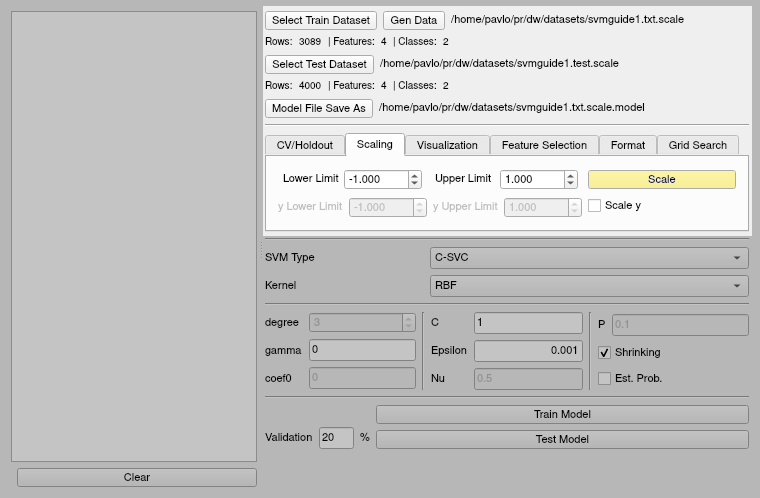 Select Train Dataset Gen Data /home/pavlo/pr/dw/datasets/svmguide1.txt.scale
Rows: 3089 | Features: 4 | Classes: 2
Select Test Dataset /home/pavlo/pr/dw/datasets/svmguide1.test.scale
Rows: 4000 | Features: 4 | Classes: 2
Model File Save As /home/pavlo/pr/dw/datasets/svmguide1.txt.scale.model
CV/Holdout Scaling Visualization Feature Selection Format Grid Search
Lower Limit -1.000 Upper Limit 1.000 Scale
y Lower Limit -1.000 y Upper Limit 1.000 Scale y
SVM Type C-SVC
Kernel RBF
degree 3 C 1 P 0.1
gamma 0 Epsilon 0.001 Shrinking
coef0 0 Nu 0.5 Est. Prob.
Train Model
Validation 20 % Test Model
Clear